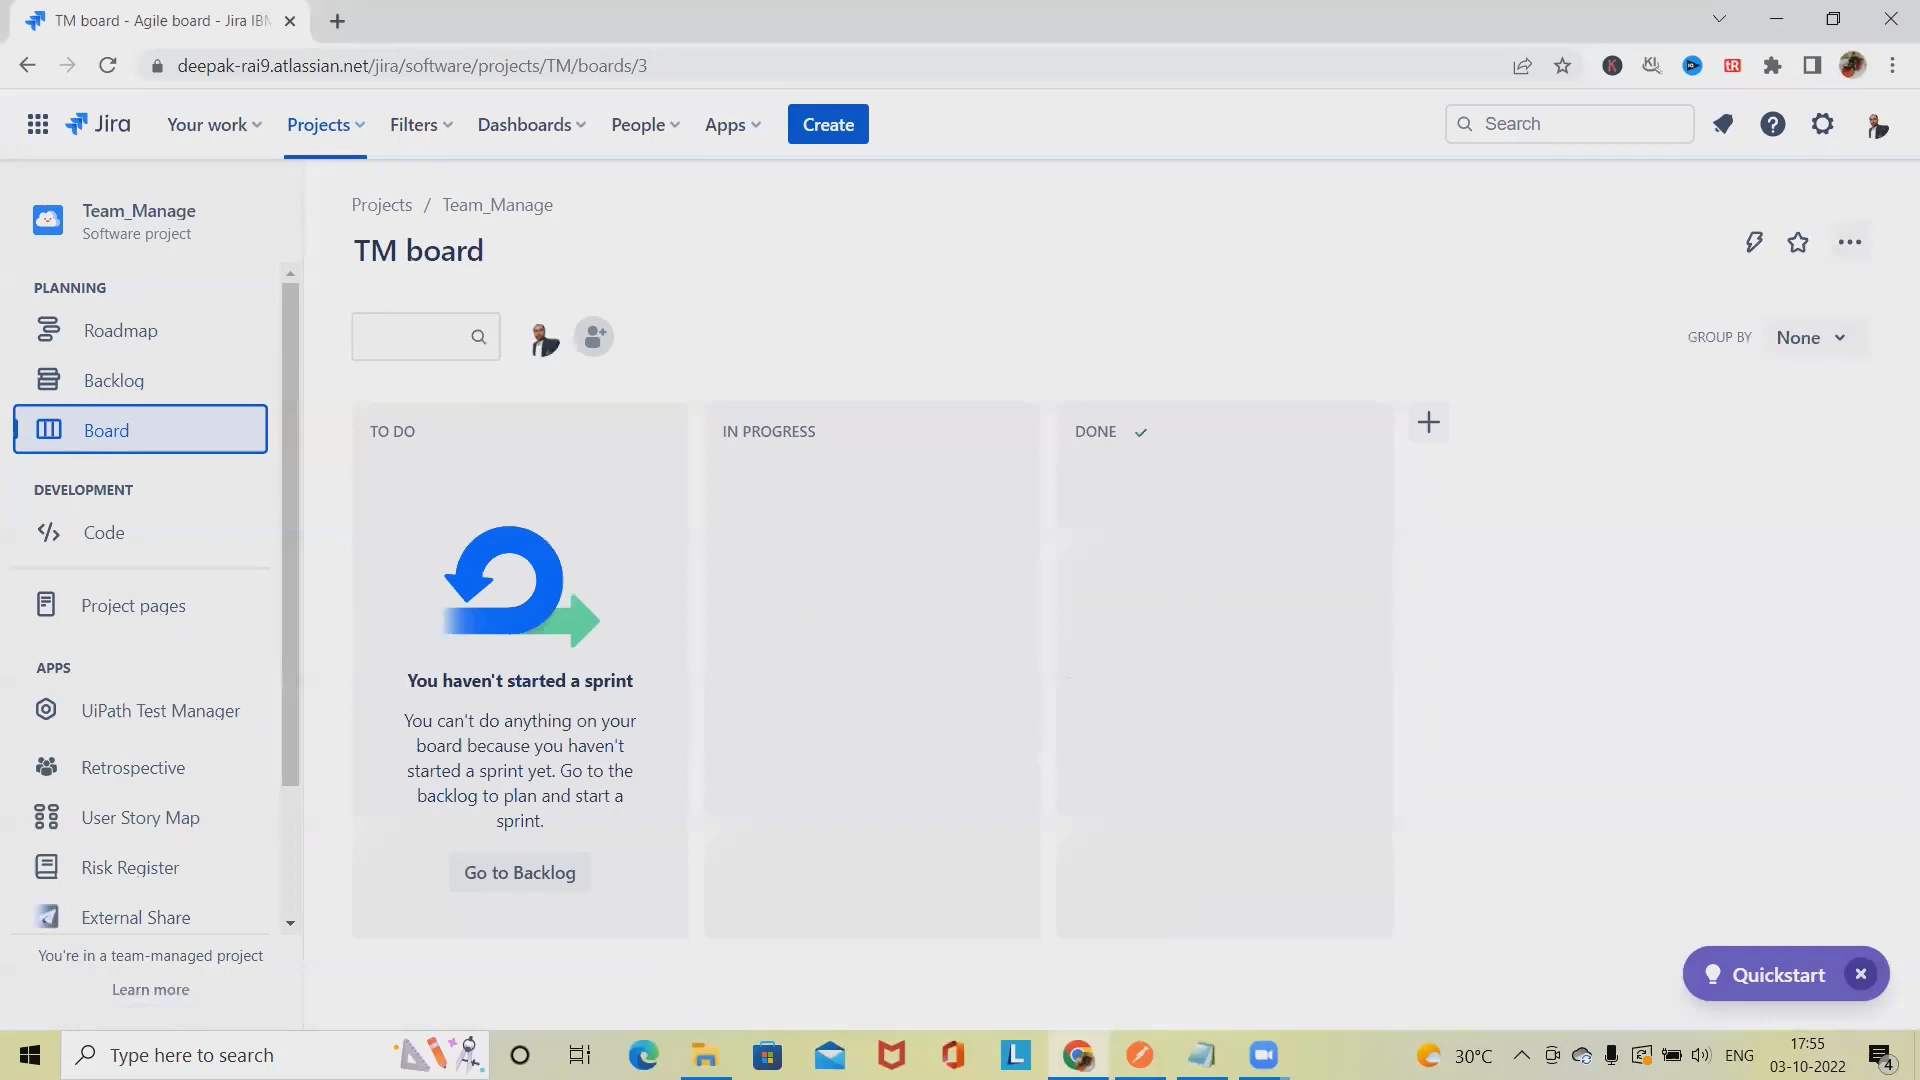 TM board - Agile board - Jira IBM
deepak-rai9.atlassian.net/jira/software/projects/TM/boards/3
Jira
Your work
Projects
Filters
Dashboards
People
Apps
Create
Search
Team_Manage
Software project
PLANNING
Roadmap
Backlog
Board
DEVELOPMENT
Code
Project pages
APPS
UiPath Test Manager
Retrospective
User Story Map
Risk Register
External Share
You're in a team-managed project
Learn more
Projects / Team_Manage
TM board
GROUP BY
None
TO DO
IN PROGRESS
DONE
You haven't started a sprint
You can't do anything on your
board because you haven't
started a sprint yet. Go to the
backlog to plan and start a
sprint.
Go to Backlog
Quickstart
Type here to search
30°C
ENG
17:55
03-10-2022
4